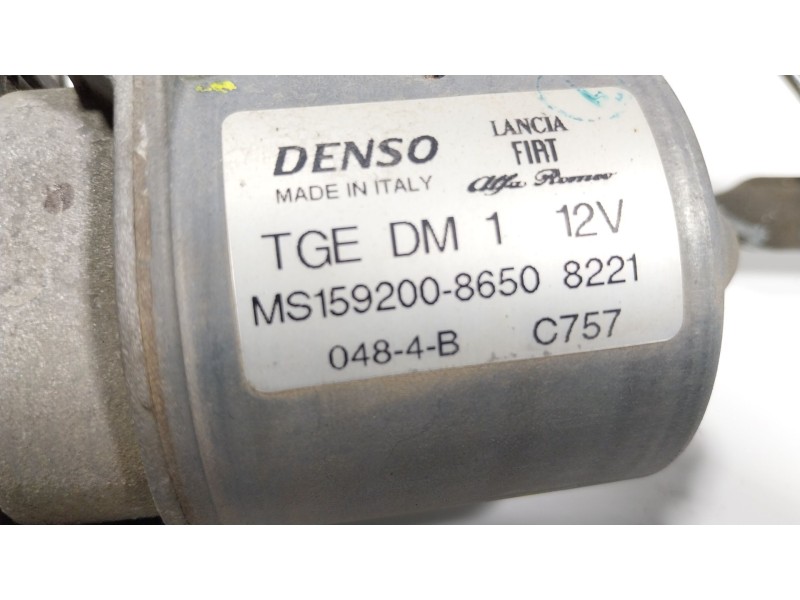 DENSO
MADE IN ITALY
LANCIA
FIAT
Alfa Romeo
TGE DM 1 12V
MS159200-8650 8221
048-4-B C757